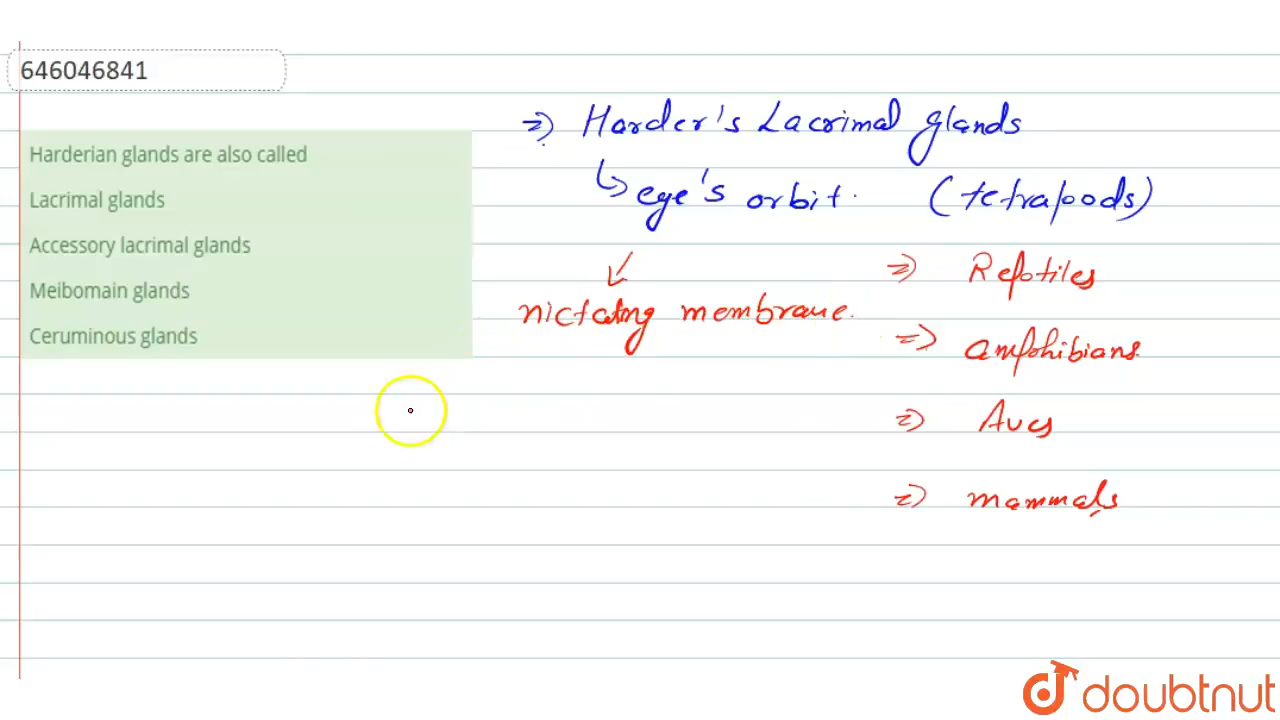 646046841
Harderian glands are also called
Lacrimal glands
Accessory lacrimal glands
Meibomain glands
Ceruminous glands
⇒ Harder's Lacrimal glands
↳ eye's orbit. (tetrapods)
nictating membrane.
⇒ Reptiles
⇒ amphibians.
⇒ Aves
⇒ mammals
doubtnut